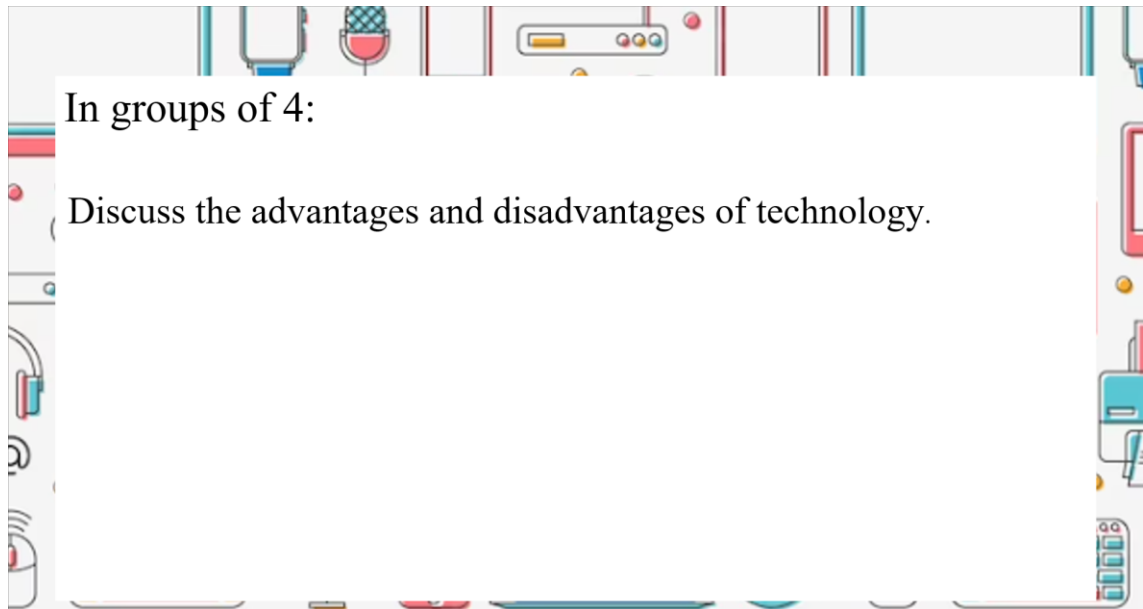 In groups of 4:
Discuss the advantages and disadvantages of technology.